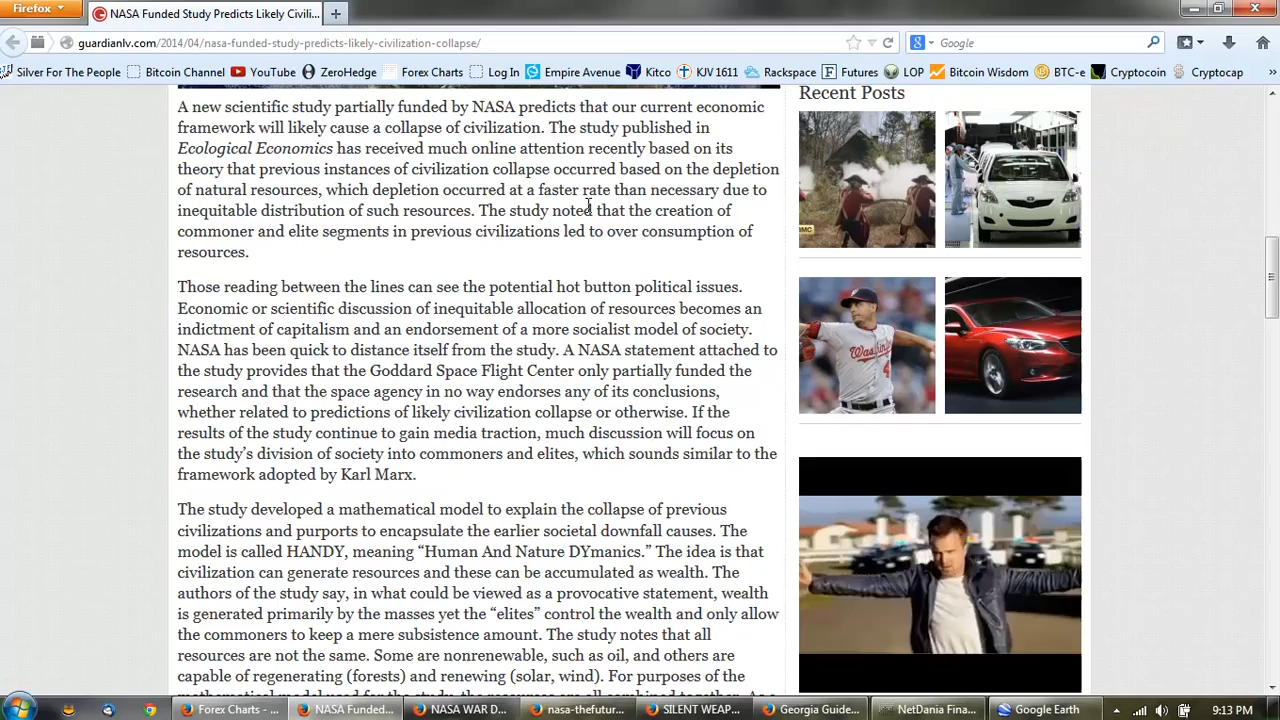 Firefox
NASA Funded Study Predicts Likely Civili...
guardianlv.com/2014/04/nasa-funded-study-predicts-likely-civilization-collapse/
Google
Silver For The People
Bitcoin Channel
YouTube
ZeroHedge
Forex Charts
Log In
Empire Avenue
Kitco
KJV 1611
Rackspace
Futures
LOP
Bitcoin Wisdom
BTC-e
Cryptocoin
Cryptocap
A new scientific study partially funded by NASA predicts that our current economic
framework will likely cause a collapse of civilization. The study published in
Ecological Economics has received much online attention recently based on its
theory that previous instances of civilization collapse occurred based on the depletion
of natural resources, which depletion occurred at a faster rate than necessary due to
inequitable distribution of such resources. The study noted that the creation of
commoner and elite segments in previous civilizations led to over consumption of
resources.
Those reading between the lines can see the potential hot button political issues.
Economic or scientific discussion of inequitable allocation of resources becomes an
indictment of capitalism and an endorsement of a more socialist model of society.
NASA has been quick to distance itself from the study. A NASA statement attached to
the study provides that the Goddard Space Flight Center only partially funded the
research and that the space agency in no way endorses any of its conclusions,
whether related to predictions of likely civilization collapse or otherwise. If the
results of the study continue to gain media traction, much discussion will focus on
the study's division of society into commoners and elites, which sounds similar to the
framework adopted by Karl Marx.
The study developed a mathematical model to explain the collapse of previous
civilizations and purports to encapsulate the earlier societal downfall causes. The
model is called HANDY, meaning “Human And Nature DYmanics.” The idea is that
civilization can generate resources and these can be accumulated as wealth. The
authors of the study say, in what could be viewed as a provocative statement, wealth
is generated primarily by the masses yet the “elites” control the wealth and only allow
the commoners to keep a mere subsistence amount. The study notes that all
resources are not the same. Some are nonrenewable, such as oil, and others are
capable of regenerating (forests) and renewing (solar, wind). For purposes of the
Recent Posts
Forex Charts - ...
NASA Funded...
NASA WAR D...
nasa-thefutur...
SILENT WEAP...
Georgia Guide...
NetDania Fina...
Google Earth
9:13 PM